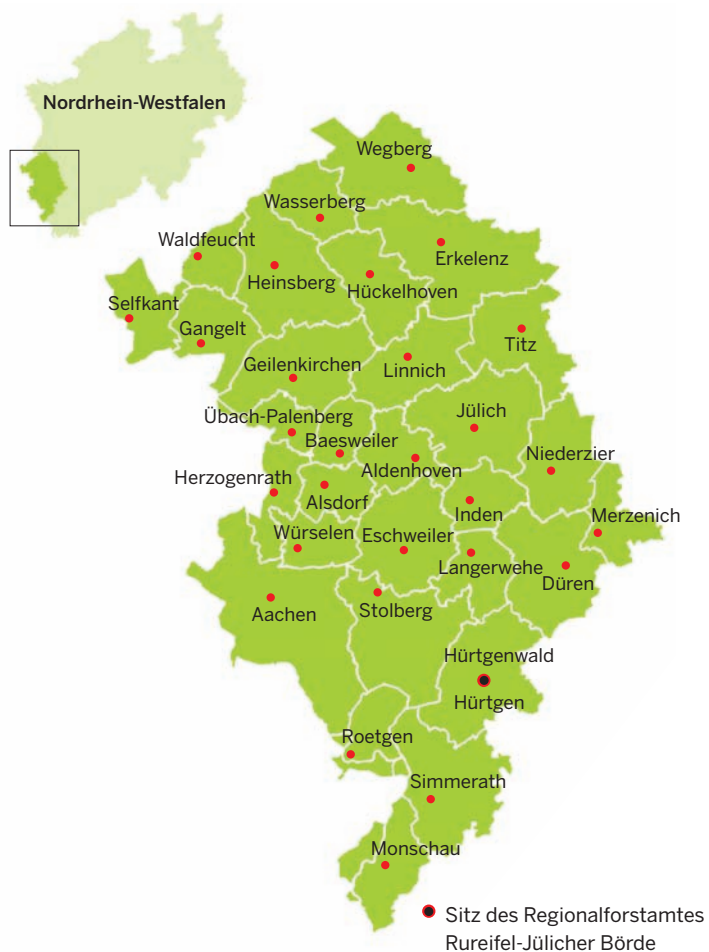 Nordrhein-Westfalen
Wegberg
Wasserberg
Waldfeucht
Erkelenz
Heinsberg
Hückelhoven
Selfkant
Gangelt
Titz
Geilenkirchen
Linnich
Übach-Palenberg
Jülich
Baesweiler
Niederzier
Aldenhoven
Herzogenrath
Alsdorf
Inden
Merzenich
Würselen
Eschweiler
Langerwehe
Düren
Aachen
Stolberg
Hürtgenwald
Hürtgen
Roetgen
Simmerath
Monschau
Sitz des Regionalforstamtes
Rureifel-Jülicher Börde